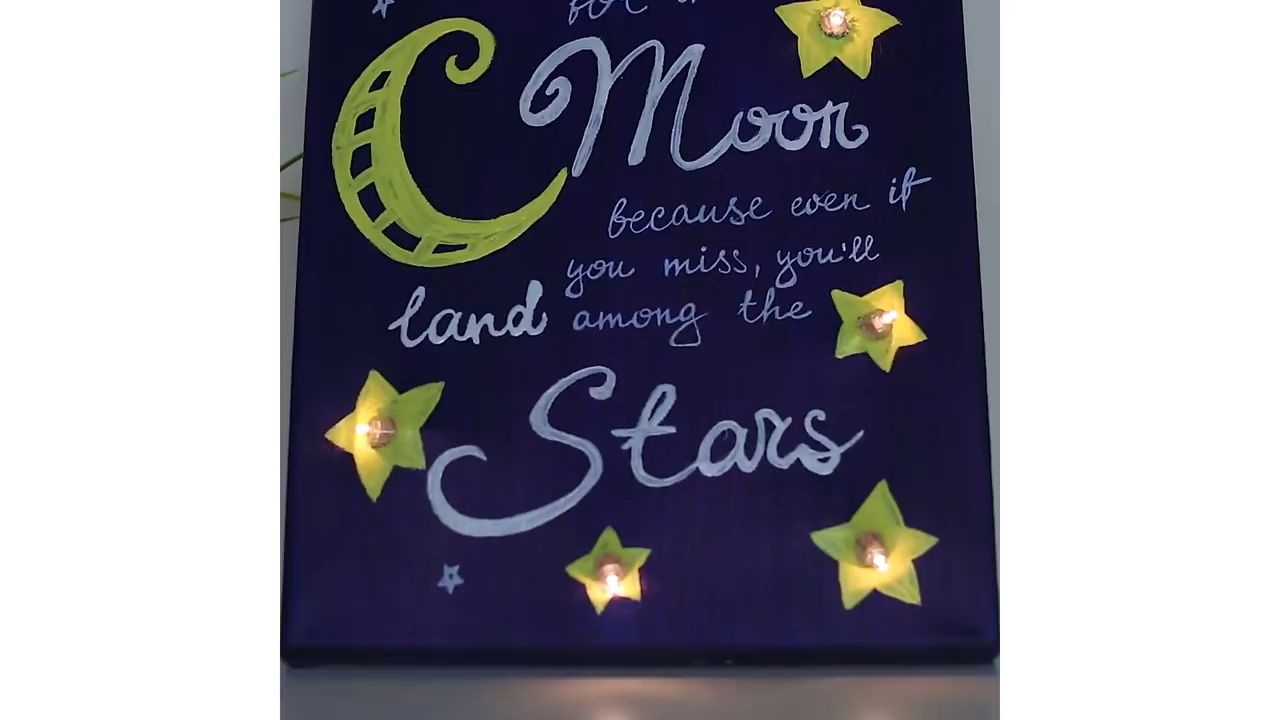 Moon
because even if
you miss, you'll
land among the
Stars